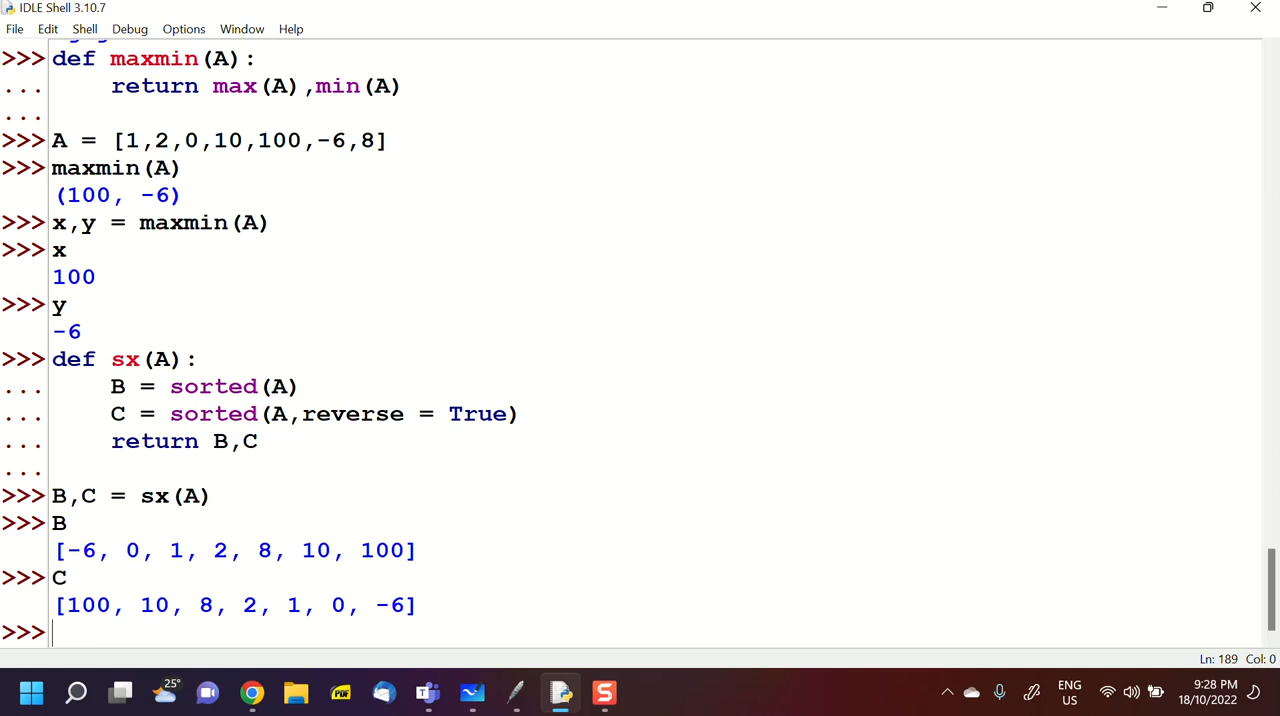 IDLE Shell 3.10.7
File Edit Shell Debug Options Window Help
>>> def maxmin(A):
...     return max(A),min(A)
...
>>> A = [1,2,0,10,100,-6,8]
>>> maxmin(A)
(100, -6)
>>> x,y = maxmin(A)
>>> x
100
>>> y
-6
>>> def sx(A):
...     B = sorted(A)
...     C = sorted(A,reverse = True)
...     return B,C
...
>>> B,C = sx(A)
>>> B
[-6, 0, 1, 2, 8, 10, 100]
>>> C
[100, 10, 8, 2, 1, 0, -6]
>>>
Ln: 189 Col: 0
25°
PDF
S
ENG
US
9:28 PM
18/10/2022